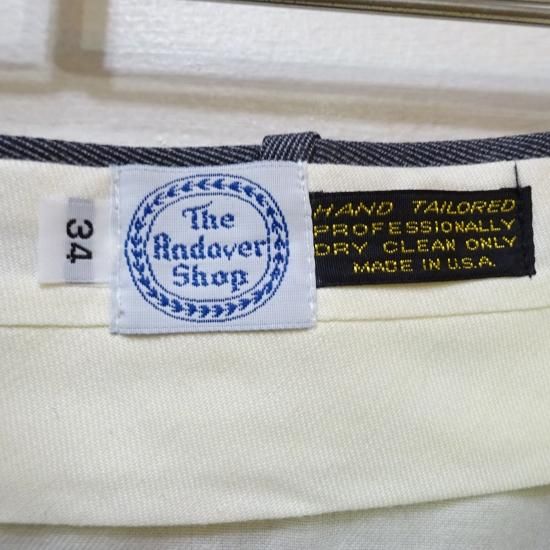 34
The
Andover
Shop
HAND TAILORED
PROFESSIONALLY
DRY CLEAN ONLY
MADE IN U.S.A.